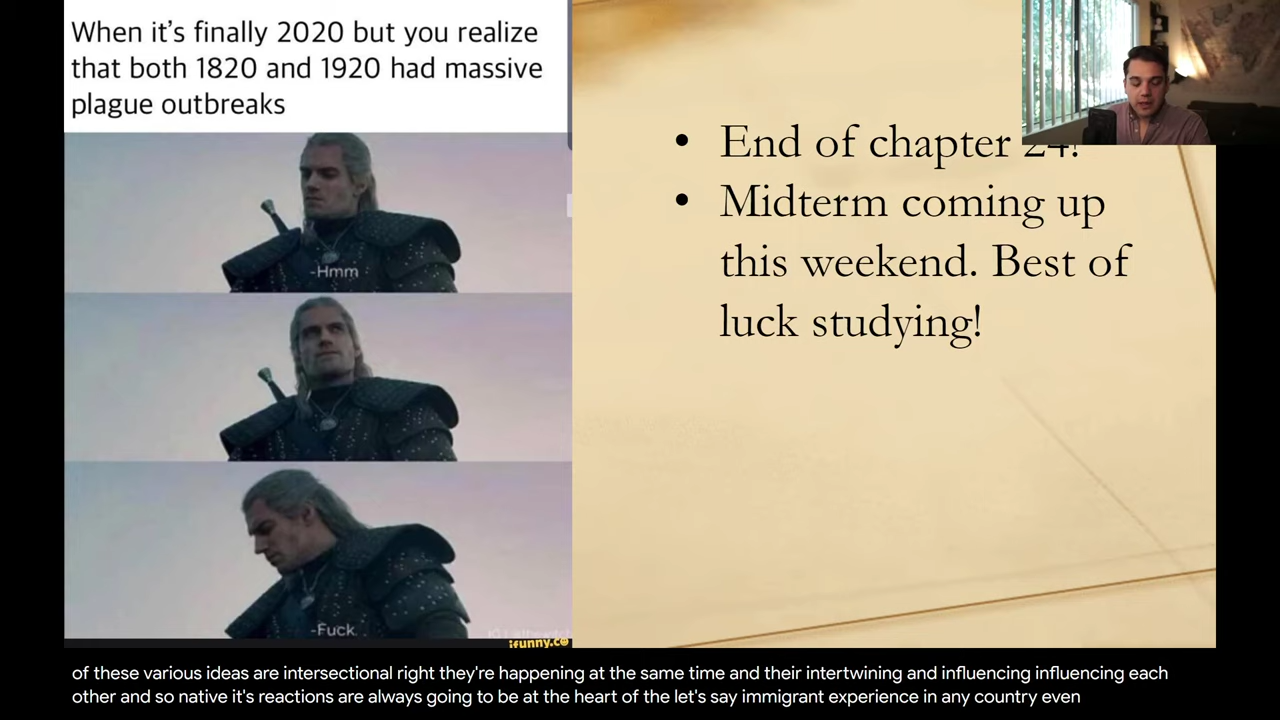 When it's finally 2020 but you realize
that both 1820 and 1920 had massive
plague outbreaks
-Hmm
-Fuck
ifunny.co
• End of chapter 24!
• Midterm coming up
this weekend. Best of
luck studying!
of these various ideas are intersectional right they're happening at the same time and their intertwining and influencing influencing each
other and so native it's reactions are always going to be at the heart of the let's say immigrant experience in any country even